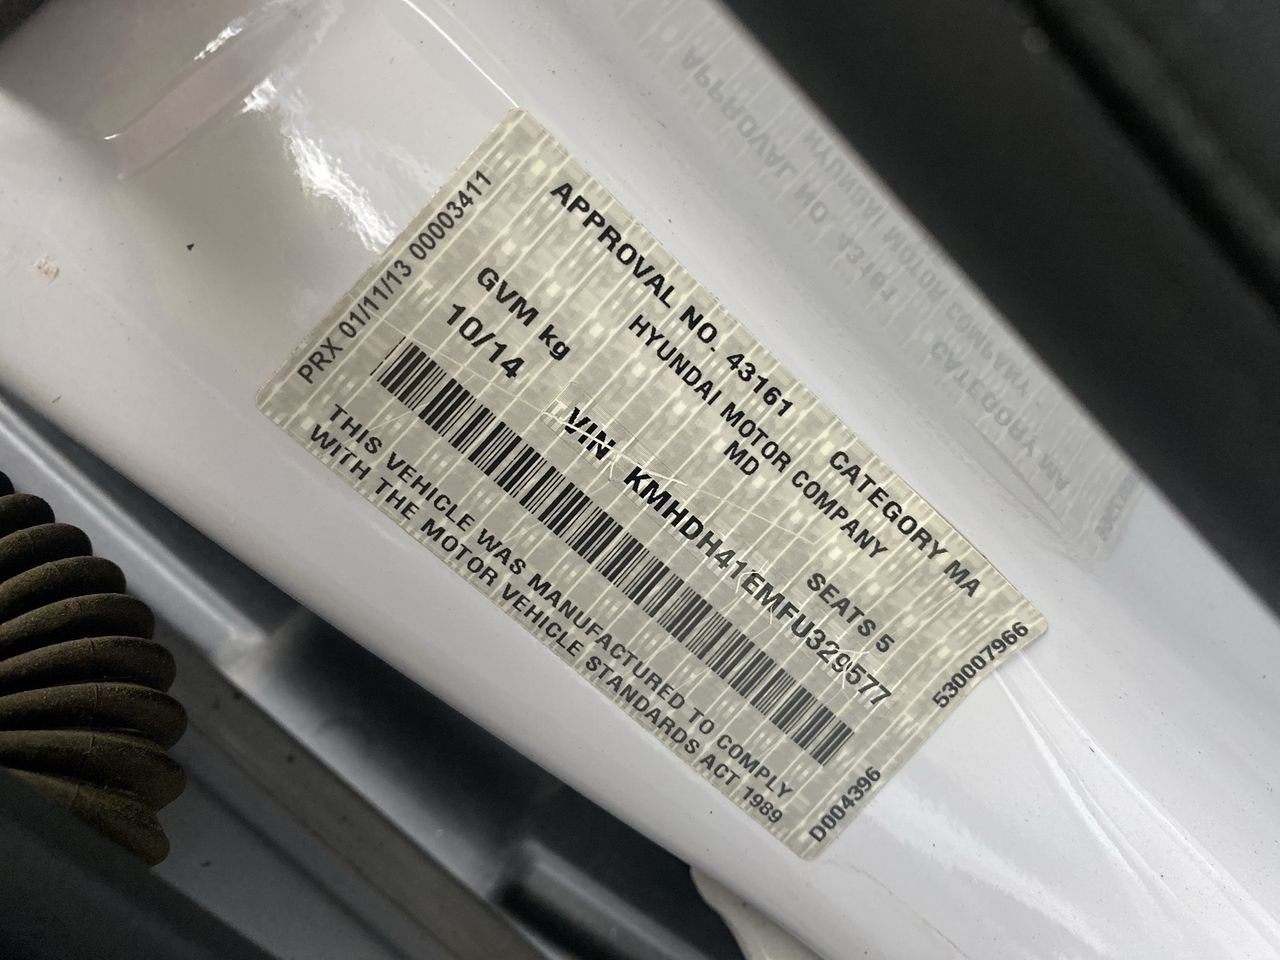 APPROVAL NO. 43161 CATEGORY MA
HYUNDAI MOTOR COMPANY
GVM kg MD SEATS 5
10/14 VIN KMHDH41EMFU329577
THIS VEHICLE WAS MANUFACTURED TO COMPLY
WITH THE MOTOR VEHICLE STANDARDS ACT 1989
PRX 01/11/13 00003411
530007966
D004396